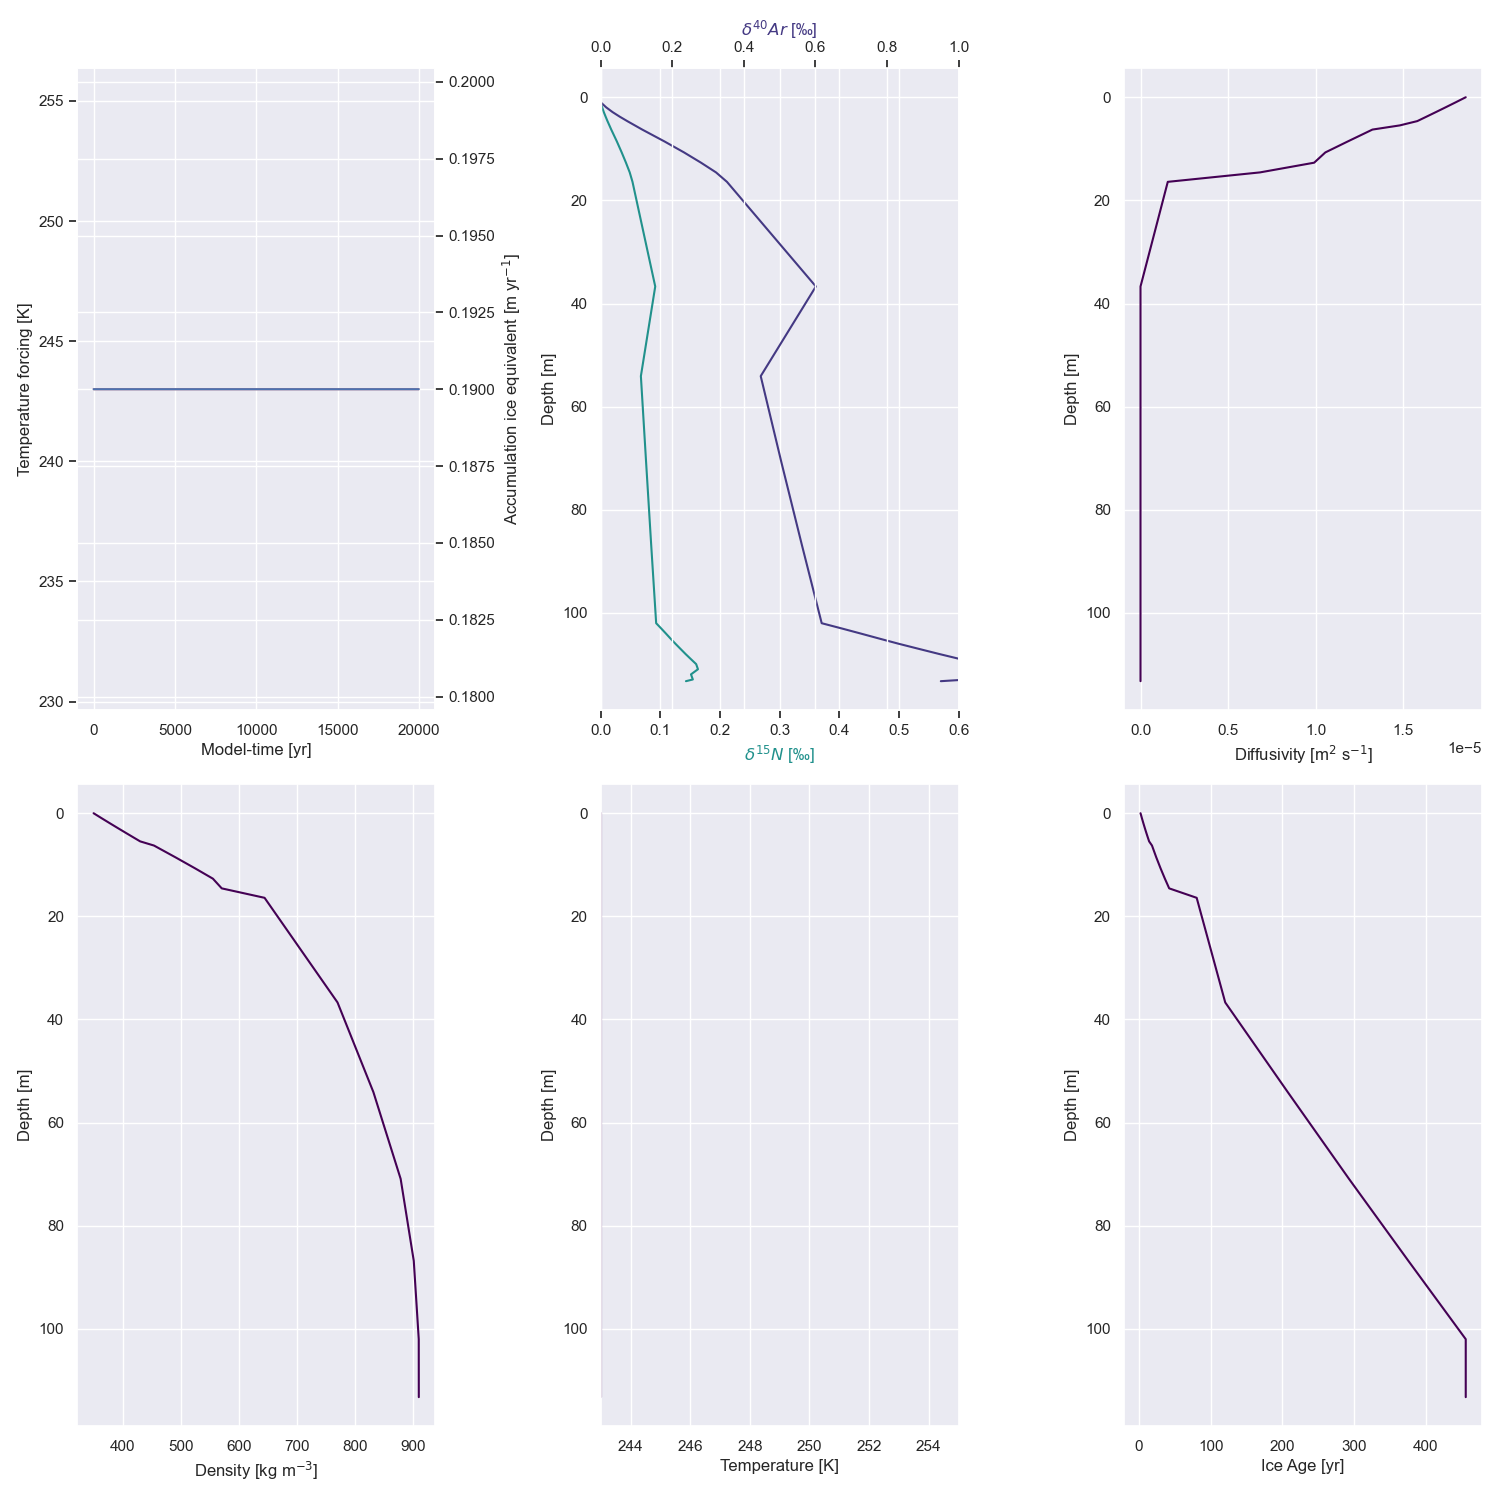 δ⁴⁰Ar [‰]
0.0 0.2 0.4 0.6 0.8 1.0
255
250
245
240
235
230
Temperature forcing [K]
0.2000
0.1975
0.1950
0.1925
0.1900
0.1875
0.1850
0.1825
0.1800
Accumulation ice equivalent [m yr⁻¹]
0 5000 10000 15000 20000
Model-time [yr]
0
20
40
60
80
100
Depth [m]
0.0 0.1 0.2 0.3 0.4 0.5 0.6
δ¹⁵N [‰]
0
20
40
60
80
100
Depth [m]
0.0 0.5 1.0 1.5
1e−5
Diffusivity [m² s⁻¹]
0
20
40
60
80
100
Depth [m]
400 500 600 700 800 900
Density [kg m⁻³]
0
20
40
60
80
100
Depth [m]
244 246 248 250 252 254
Temperature [K]
0
20
40
60
80
100
Depth [m]
0 100 200 300 400
Ice Age [yr]